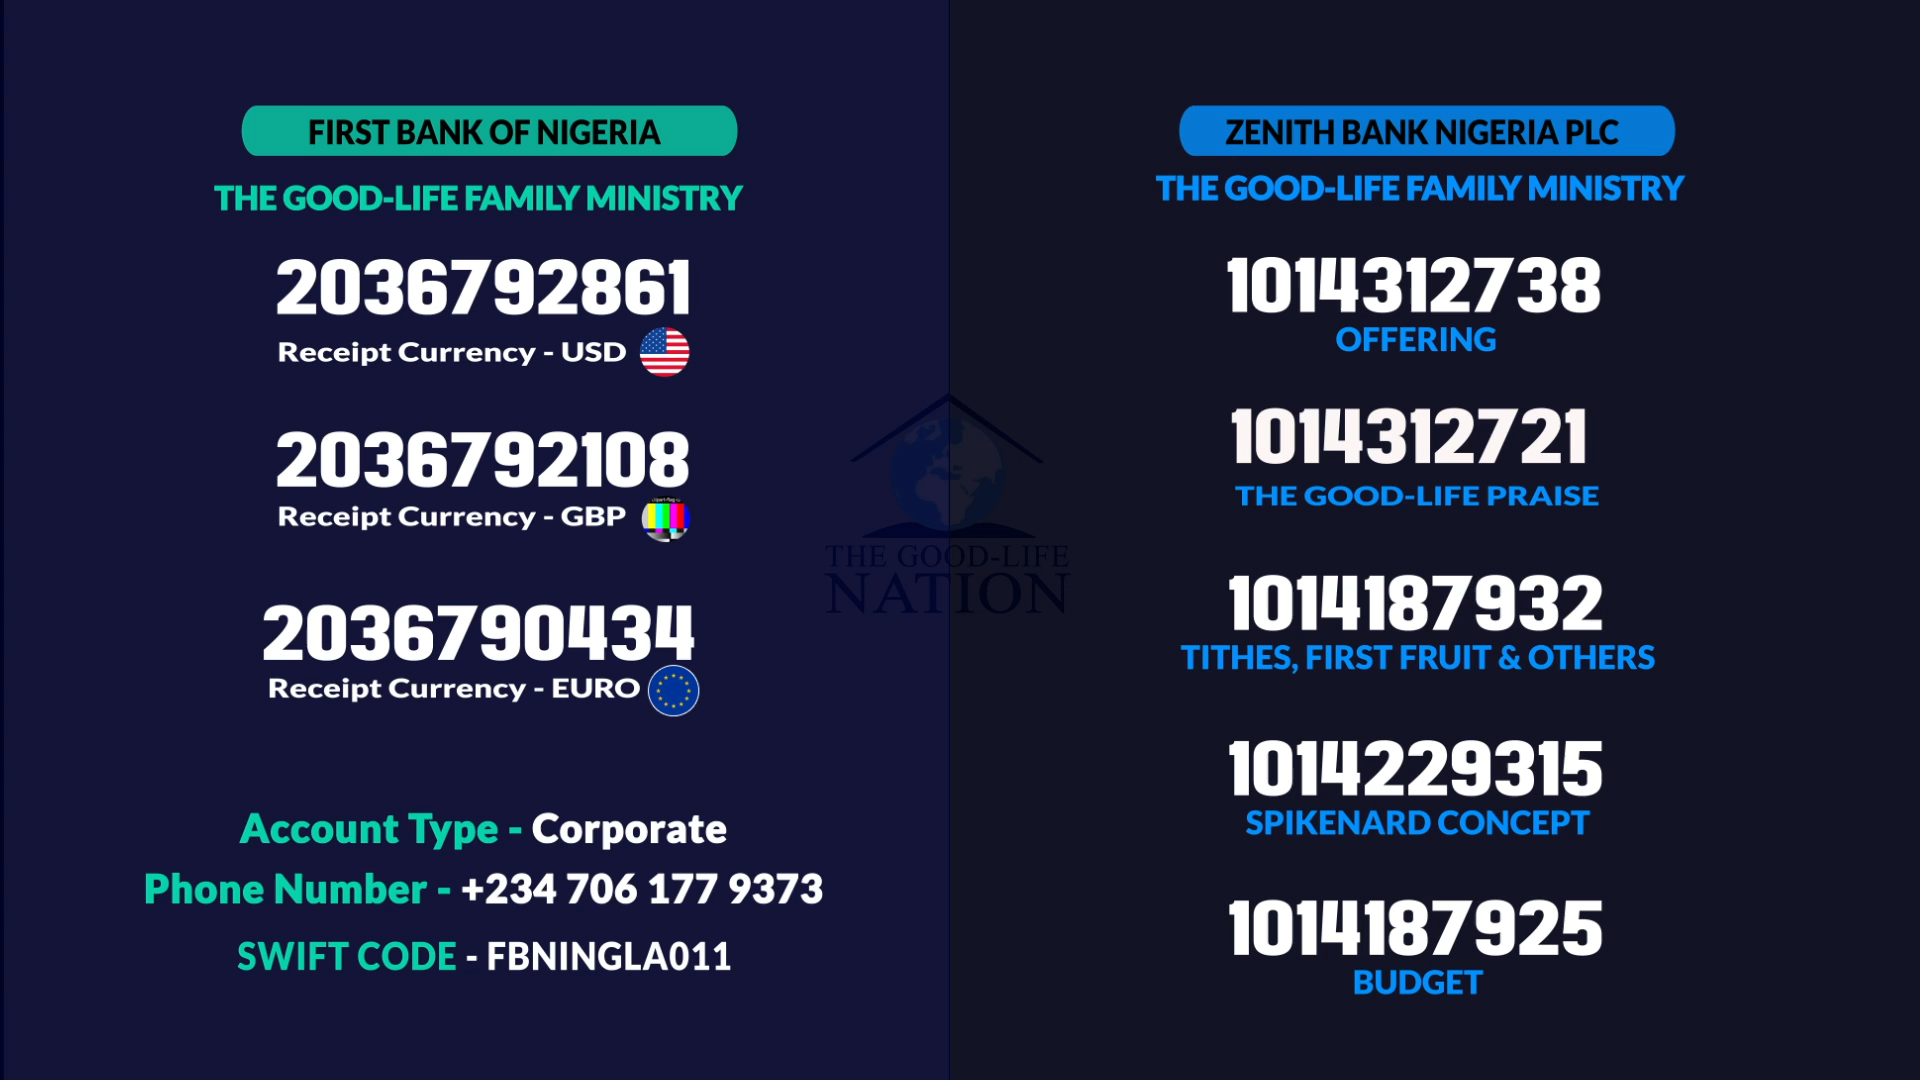 FIRST BANK OF NIGERIA
THE GOOD-LIFE FAMILY MINISTRY
2036792861
Receipt Currency - USD
2036792108
Receipt Currency - GBP
2036790434
Receipt Currency - EURO
Account Type - Corporate
Phone Number - +234 706 177 9373
SWIFT CODE - FBNINGLA011
THE GOOD-LIFE
NATION
ZENITH BANK NIGERIA PLC
THE GOOD-LIFE FAMILY MINISTRY
1014312738
OFFERING
1014312721
THE GOOD-LIFE PRAISE
1014187932
TITHES, FIRST FRUIT & OTHERS
1014229315
SPIKENARD CONCEPT
1014187925
BUDGET